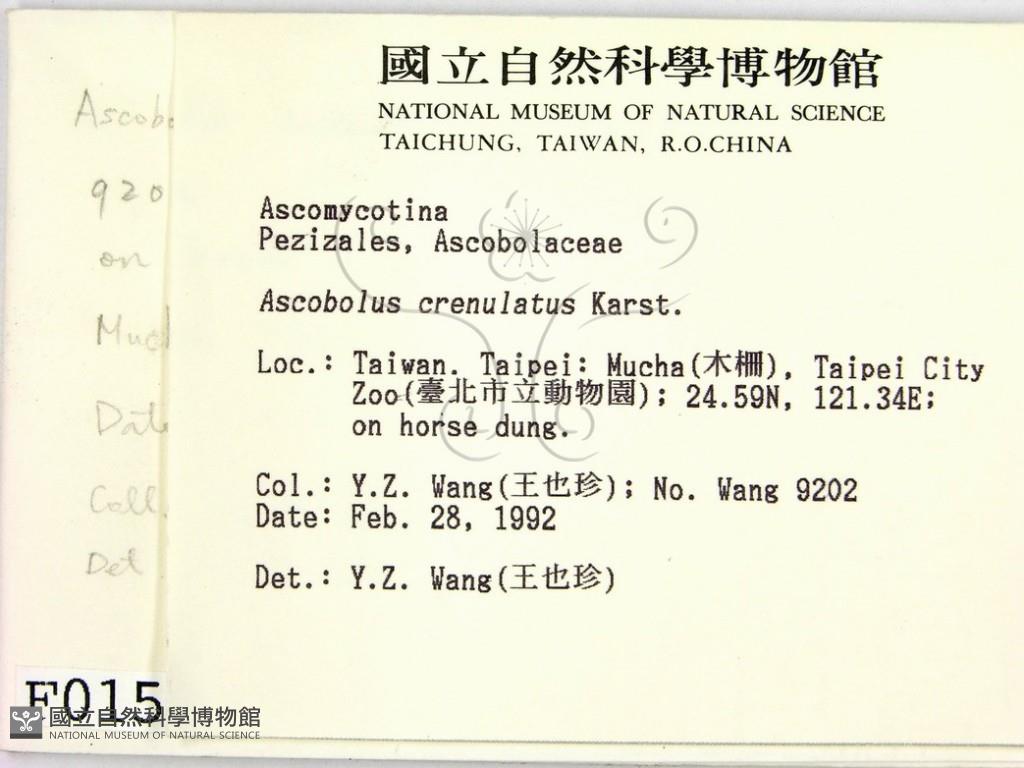 國立自然科學博物館
NATIONAL MUSEUM OF NATURAL SCIENCE
TAICHUNG, TAIWAN, R.O.CHINA
Ascomycotina
Pezizales, Ascobolaceae
Ascobolus crenulatus Karst.
Loc.: Taiwan. Taipei: Mucha(木柵), Taipei City
Zoo(臺北市立動物園); 24.59N, 121.34E;
on horse dung.
Col.: Y.Z. Wang(王也珍); No. Wang 9202
Date: Feb. 28, 1992
Det.: Y.Z. Wang(王也珍)
Ascobo
920
on
Muc
Date
Coll
Det
F015
國立自然科學博物館
NATIONAL MUSEUM OF NATURAL SCIENCE